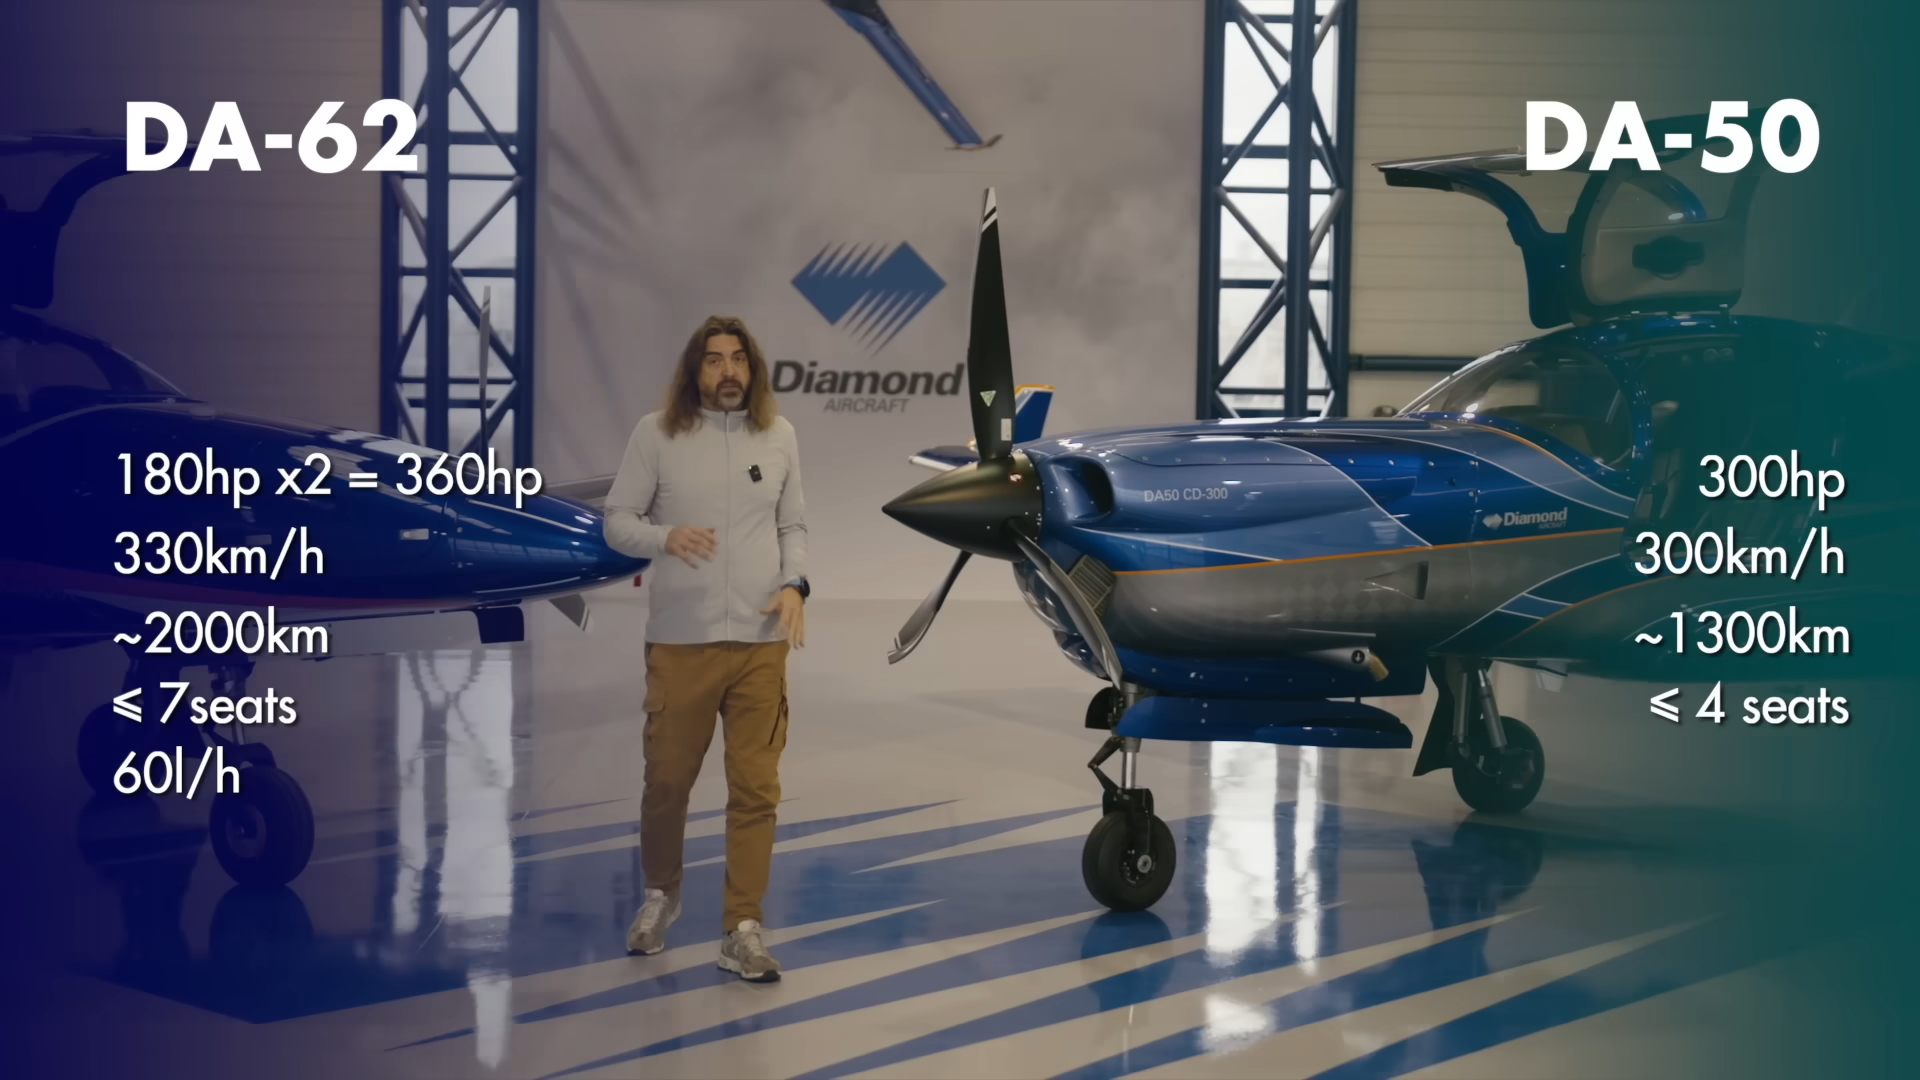 DA-62
DA-50
Diamond
AIRCRAFT
180hp x2 = 360hp
330km/h
~2000km
⩽ 7seats
60l/h
DA50 CD-300
Diamond
AIRCRAFT
300hp
300km/h
~1300km
⩽ 4 seats